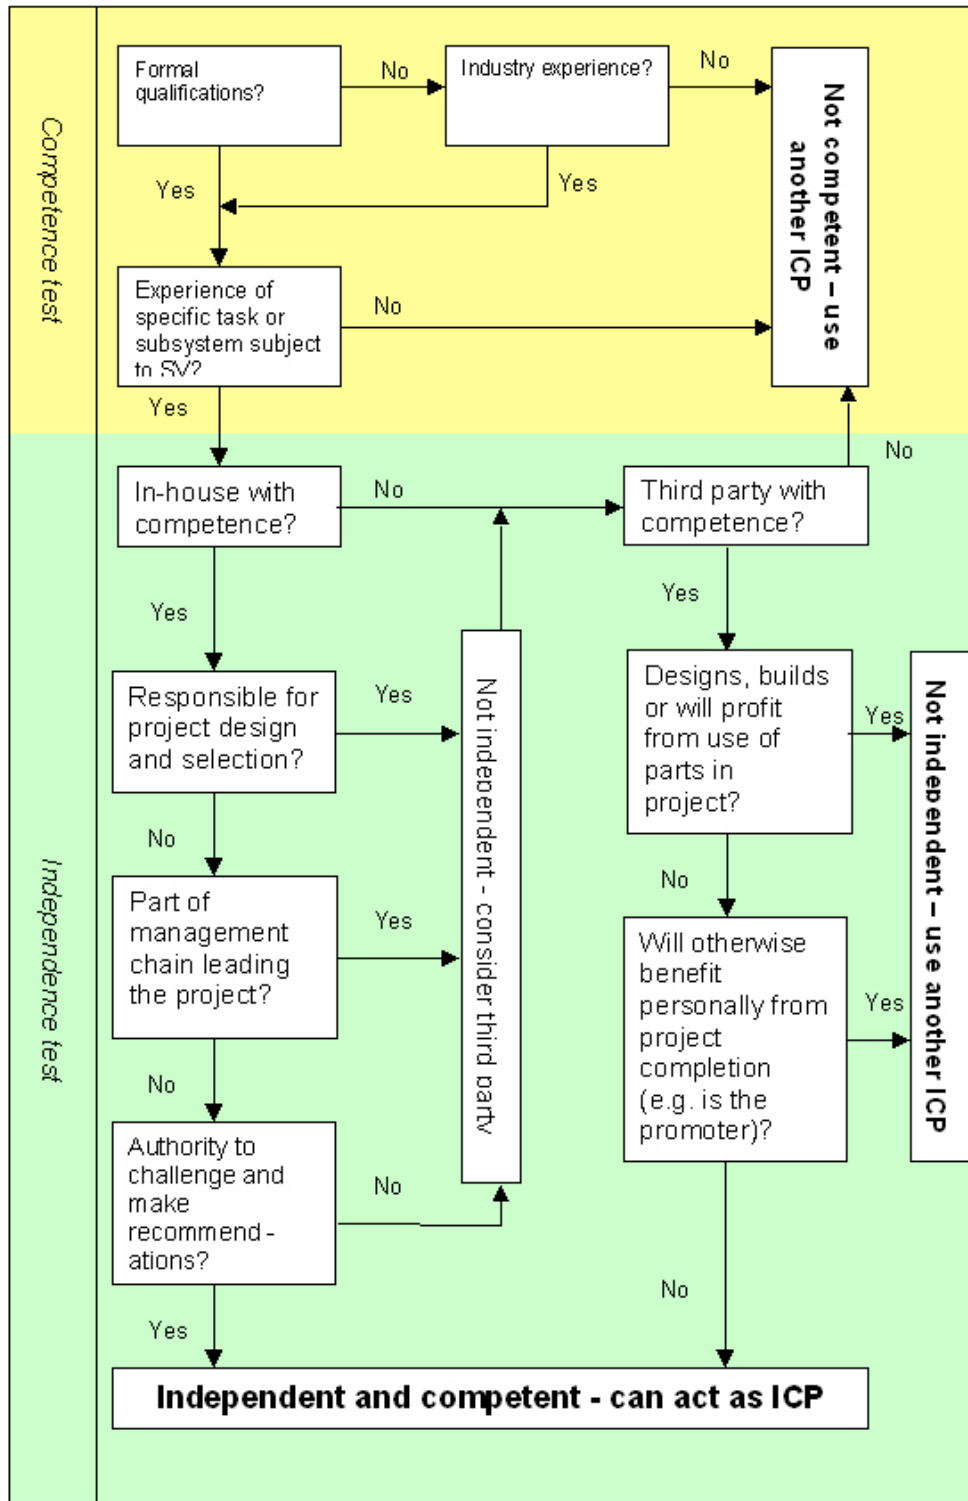 Competence test
Formal
qualifications?
No
Industry experience?
No
Not competent – use
another ICP
Yes
Yes
Experience of
specific task or
subsystem subject
to SV?
No
Yes
No
In-house with
competence?
No
Third party with
competence?
Yes
Yes
Independence test
Responsible for
project design
and selection?
Yes
Not independent - consider third party
Designs, builds
or will profit
from use of
parts in
project?
Yes
Not independent – use another ICP
No
No
Part of
management
chain leading
the project?
Yes
Will otherwise
benefit
personally from
project
completion
(e.g. is the
promoter)?
Yes
No
Authority to
challenge and
make
recommend -
ations?
No
No
Yes
Independent and competent - can act as ICP